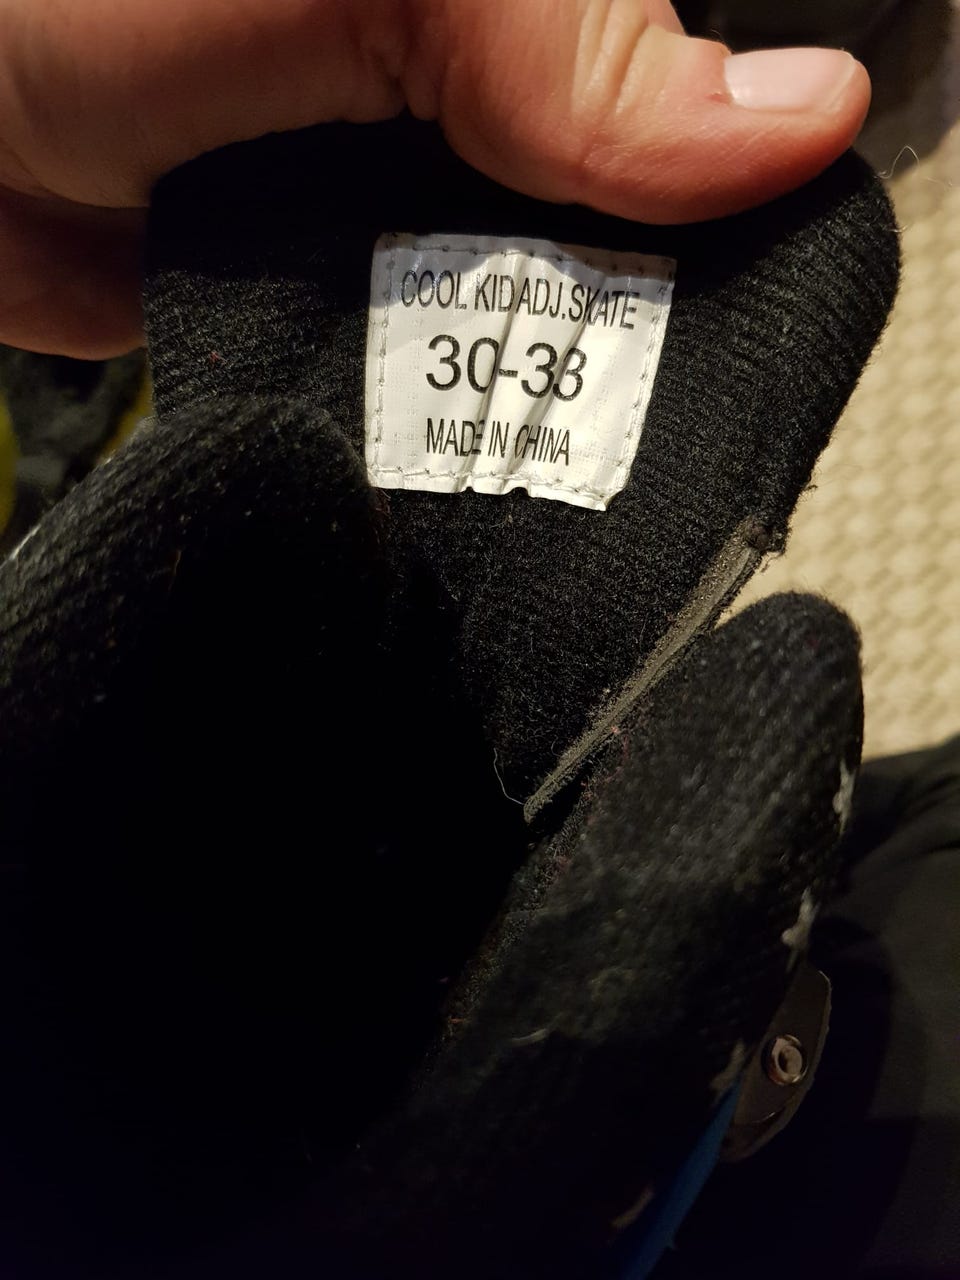 COOL KID ADJ.SKATE
30-33
MADE IN CHINA